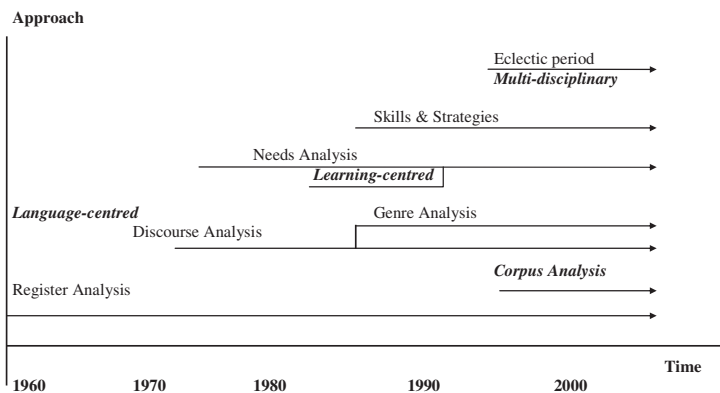 Approach
Eclectic period
Multi-disciplinary
Skills & Strategies
Needs Analysis
Learning-centred
Language-centred
Genre Analysis
Discourse Analysis
Corpus Analysis
Register Analysis
Time
1960 1970 1980 1990 2000